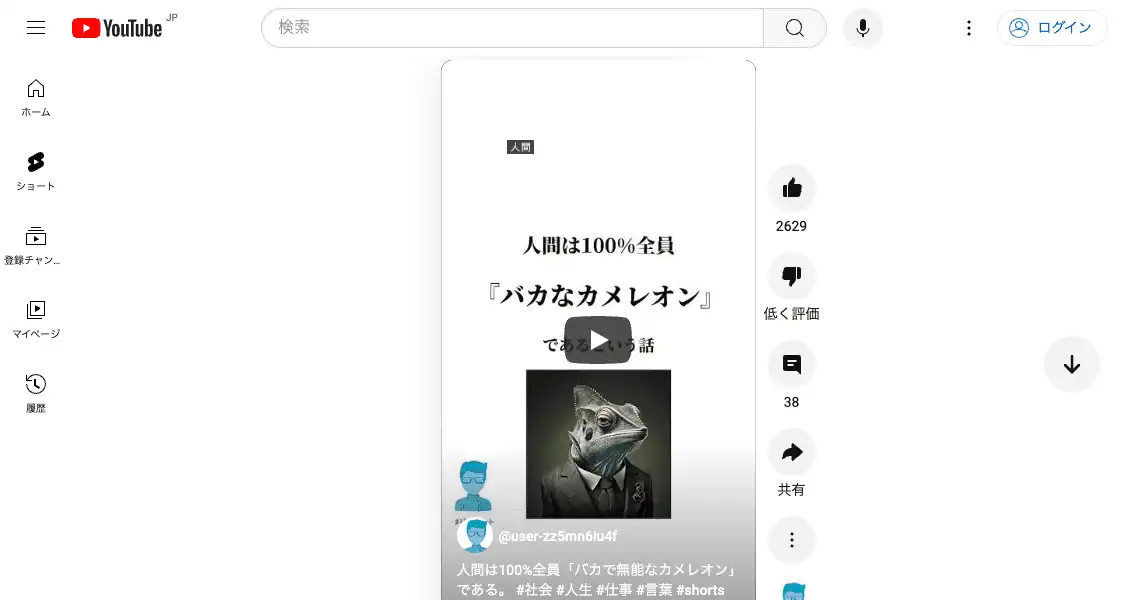 YouTube JP
検索
ログイン
ホーム
ショート
登録チャン...
マイページ
履歴
人間
人間は100%全員
『バカなカメレオン』
であるという話
@user-zz5mn6iu4f
人間は100%全員「バカで無能なカメレオン」
である。 #社会 #人生 #仕事 #言葉 #shorts
2629
低く評価
38
共有